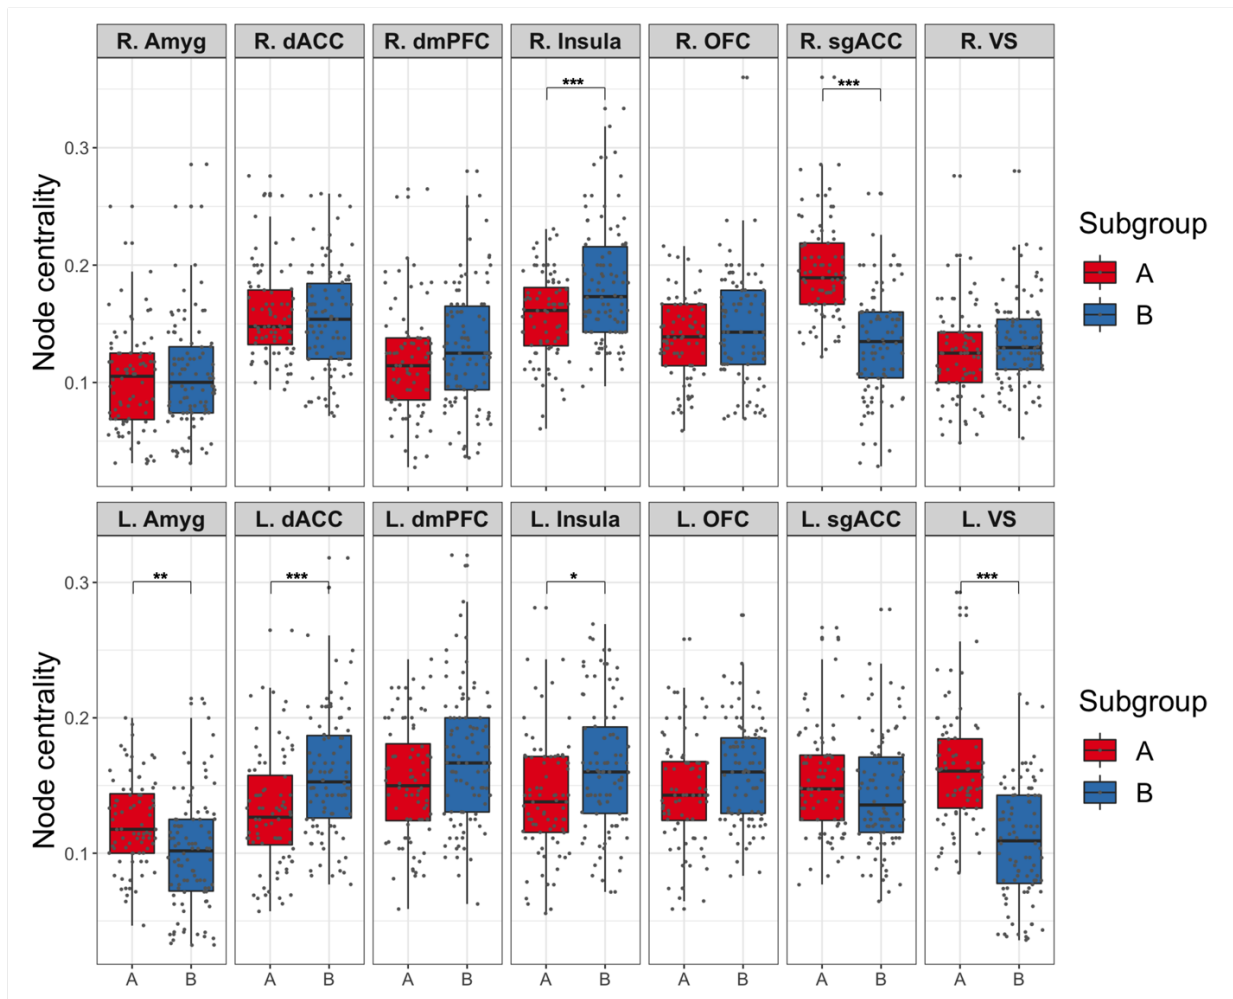 R. Amyg R. dACC R. dmPFC R. Insula R. OFC R. sgACC R. VS
*** ***
Node centrality
0.3
0.2
0.1
Subgroup
A
B
L. Amyg L. dACC L. dmPFC L. Insula L. OFC L. sgACC L. VS
** *** * ***
Node centrality
0.3
0.2
0.1
Subgroup
A
B
A B A B A B A B A B A B A B